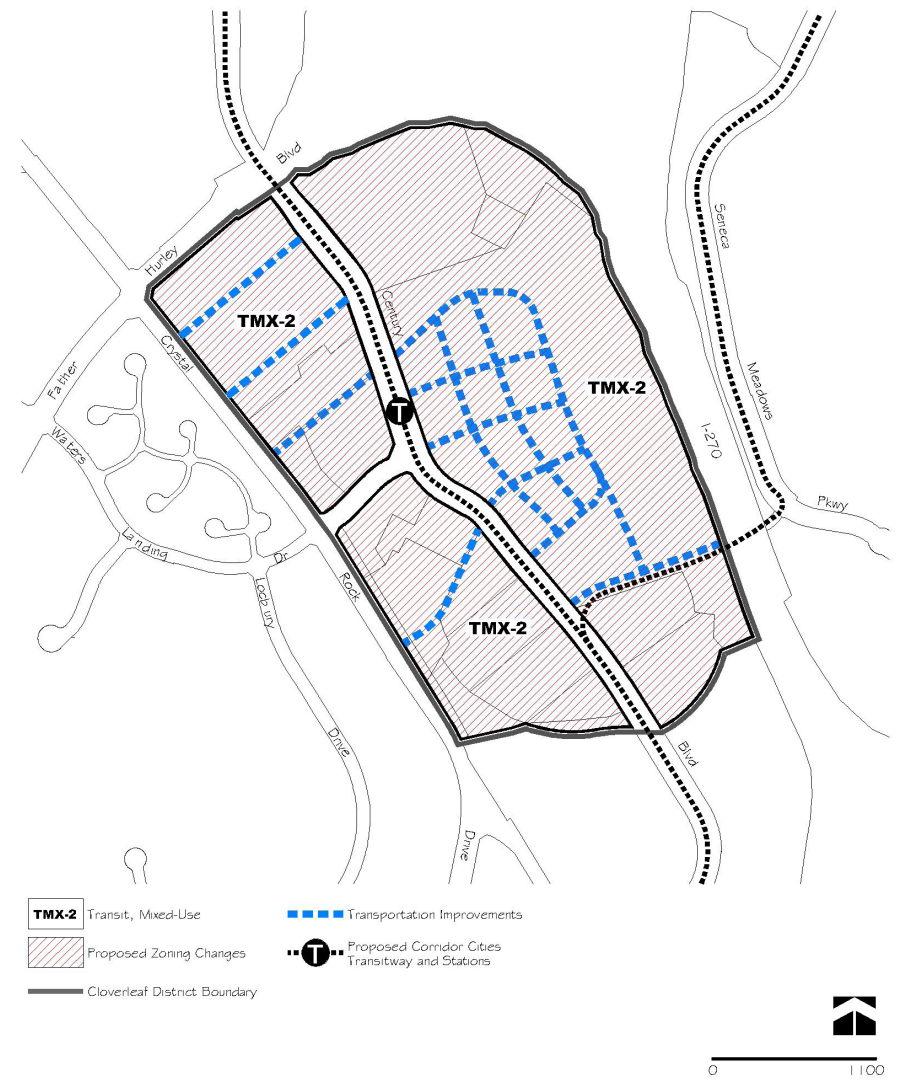 Blvd
Hurley
Seneca
TMX-2
Century
Crystal
Father
TMX-2
Meadows
Waters
I-270
T
Pkwy
Landing
Dr
Rock
Locbury
TMX-2
Drive
Blvd
Drive
TMX-2 Transit, Mixed-Use
Transportation Improvements
Proposed Zoning Changes
T Proposed Corridor Cities
Transitway and Stations
Cloverleaf District Boundary
0 1100